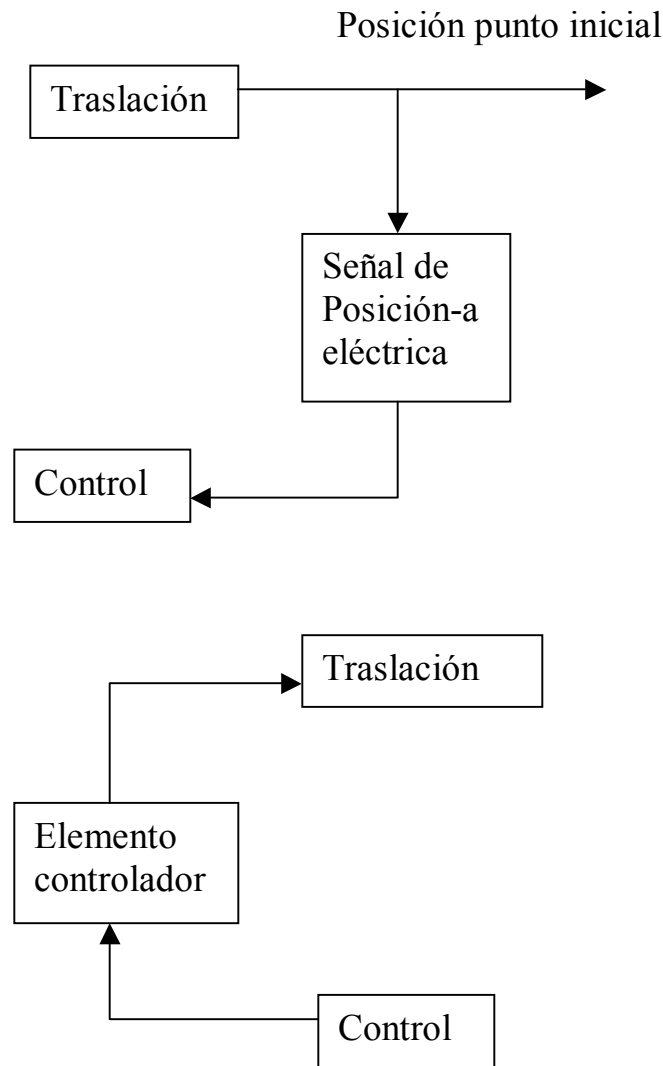 Posición punto inicial
Traslación
Señal de
Posición-a
eléctrica
Control
Traslación
Elemento
controlador
Control